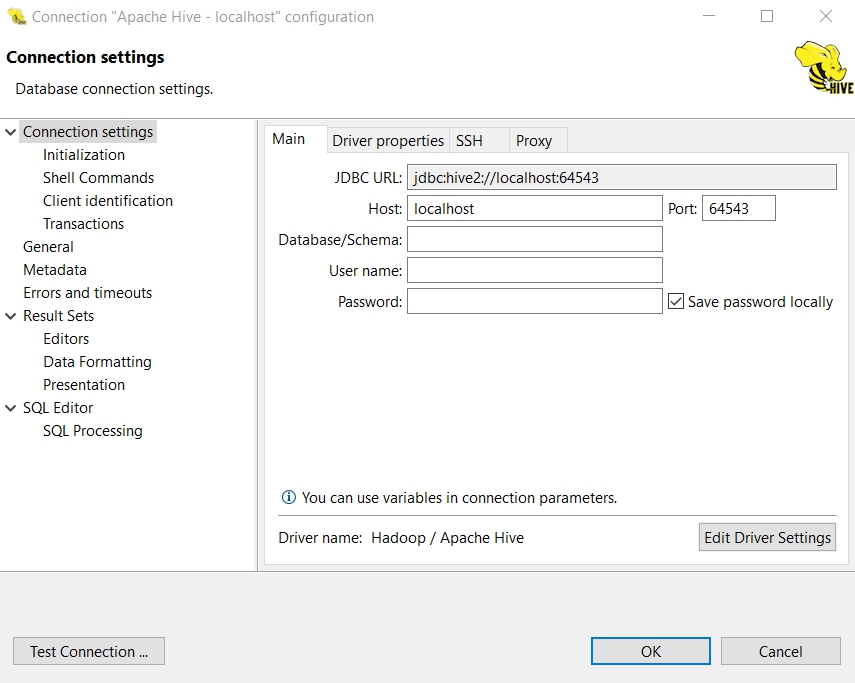 Connection "Apache Hive - localhost" configuration
Connection settings
Database connection settings.
HIVE
Connection settings
Initialization
Shell Commands
Client identification
Transactions
General
Metadata
Errors and timeouts
Result Sets
Editors
Data Formatting
Presentation
SQL Editor
SQL Processing
Main Driver properties SSH Proxy
JDBC URL: jdbc:hive2://localhost:64543
Host: localhost Port: 64543
Database/Schema:
User name:
Password: Save password locally
You can use variables in connection parameters.
Driver name: Hadoop / Apache Hive Edit Driver Settings
Test Connection ... OK Cancel